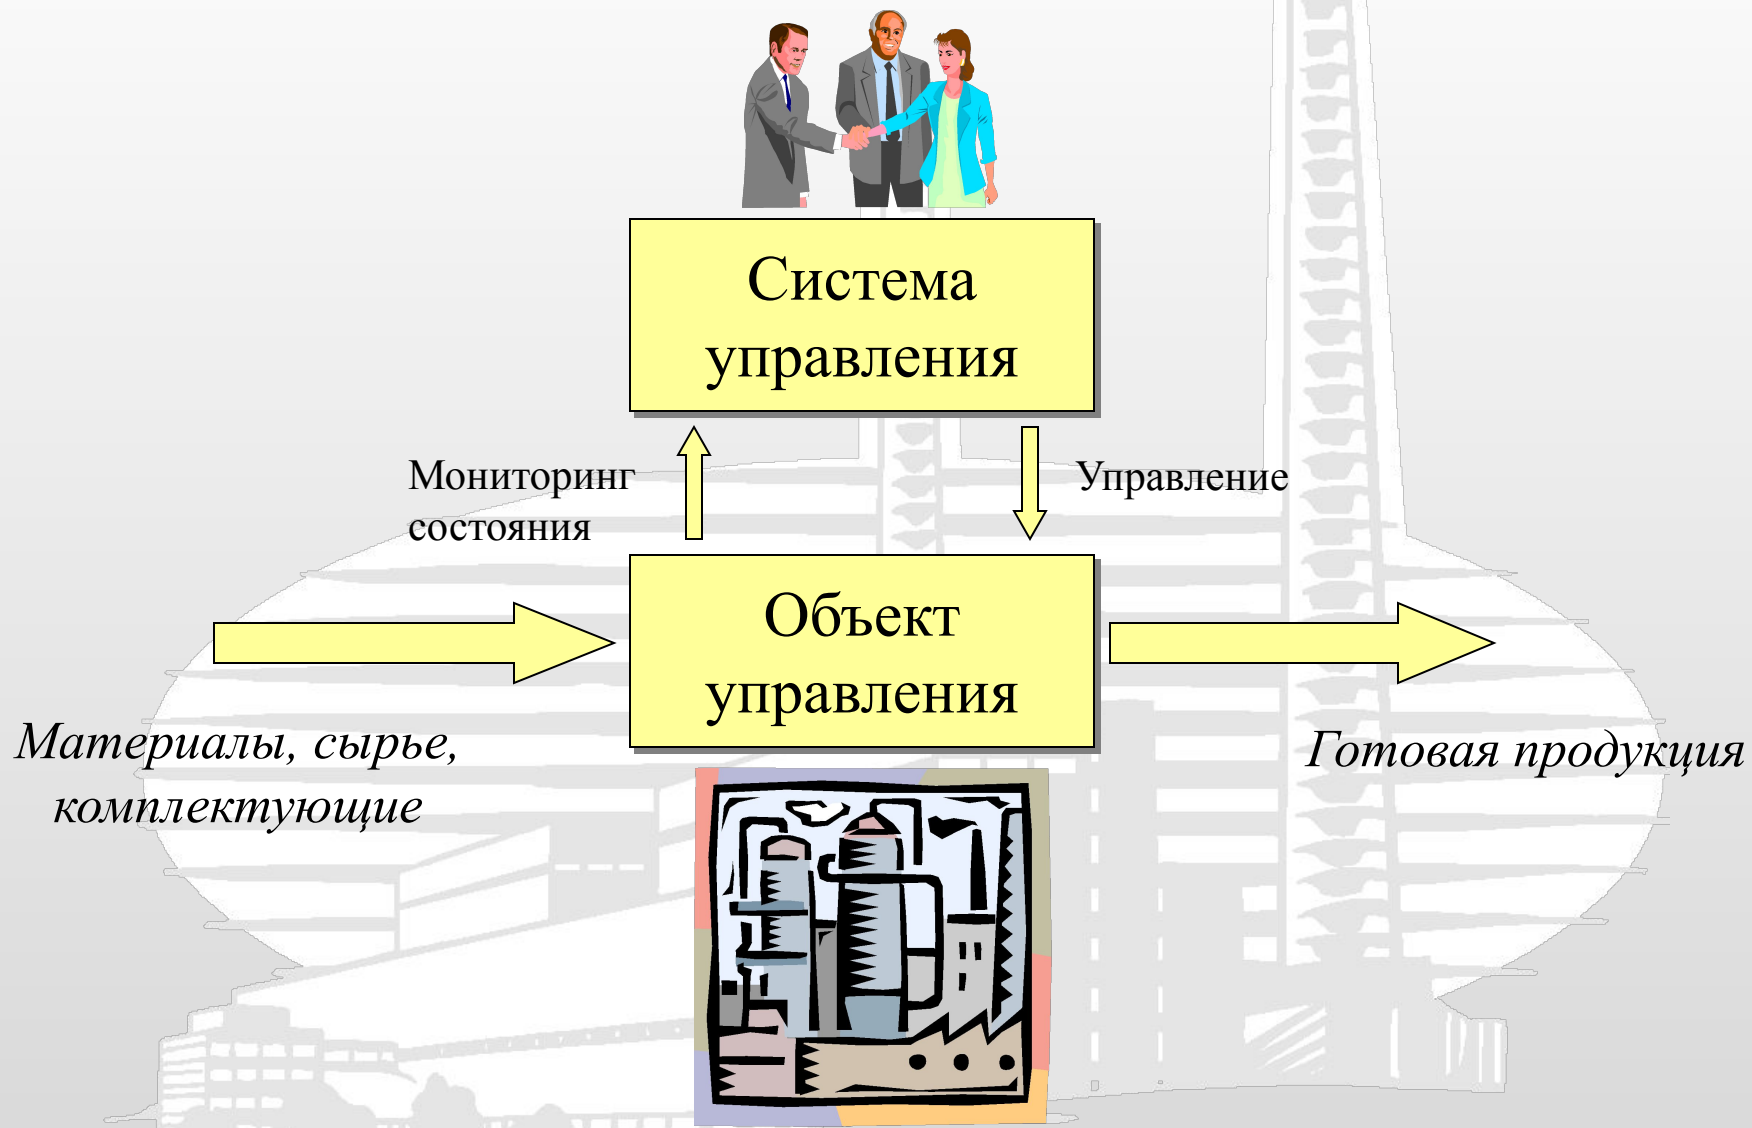 Система
управления
Мониторинг
состояния
Управление
Объект
управления
Материалы, сырье,
комплектующие
Готовая продукция